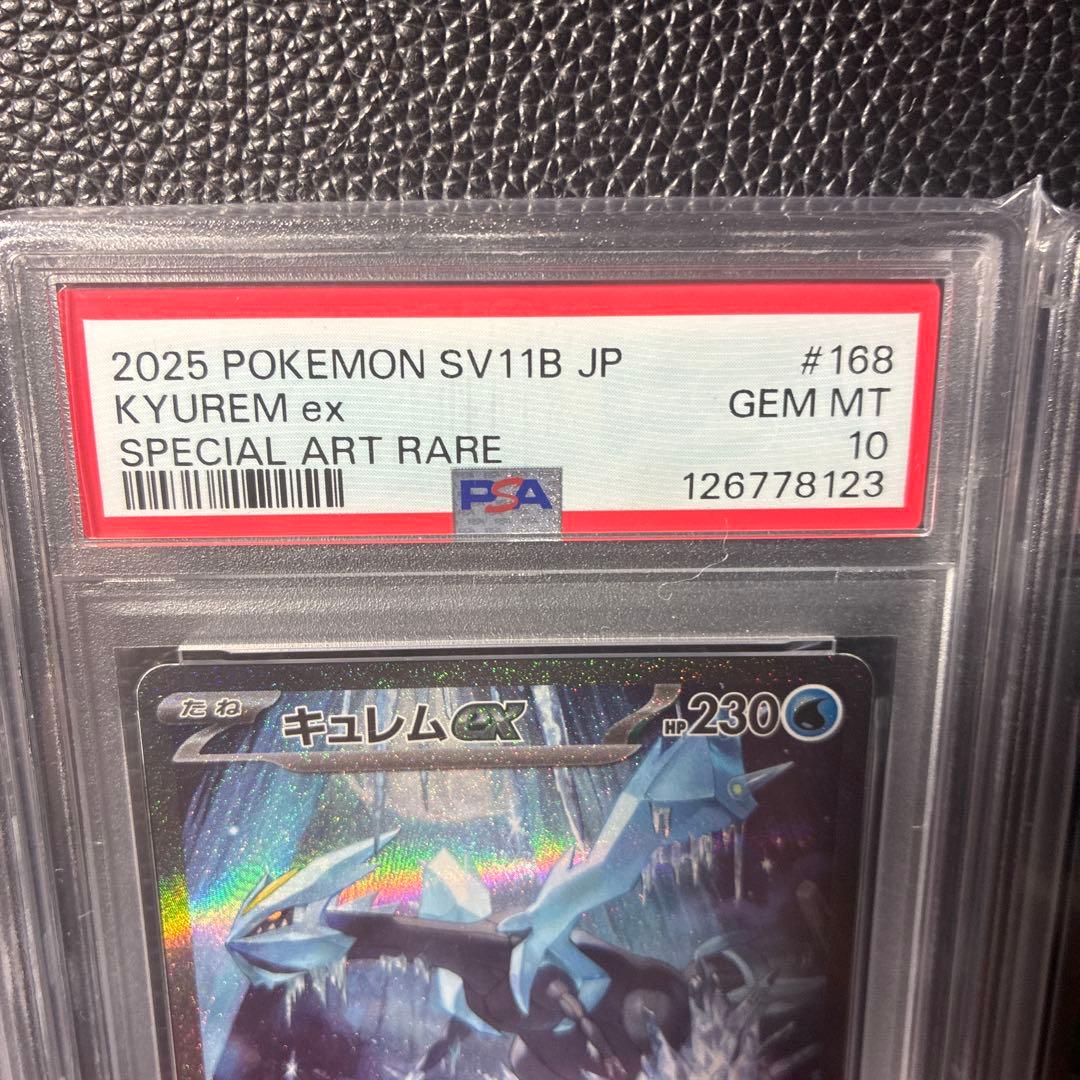 2025 POKEMON SV11B JP #168
KYUREM ex GEM MT
SPECIAL ART RARE 10
PSA 126778123
たね キュレムex HP230